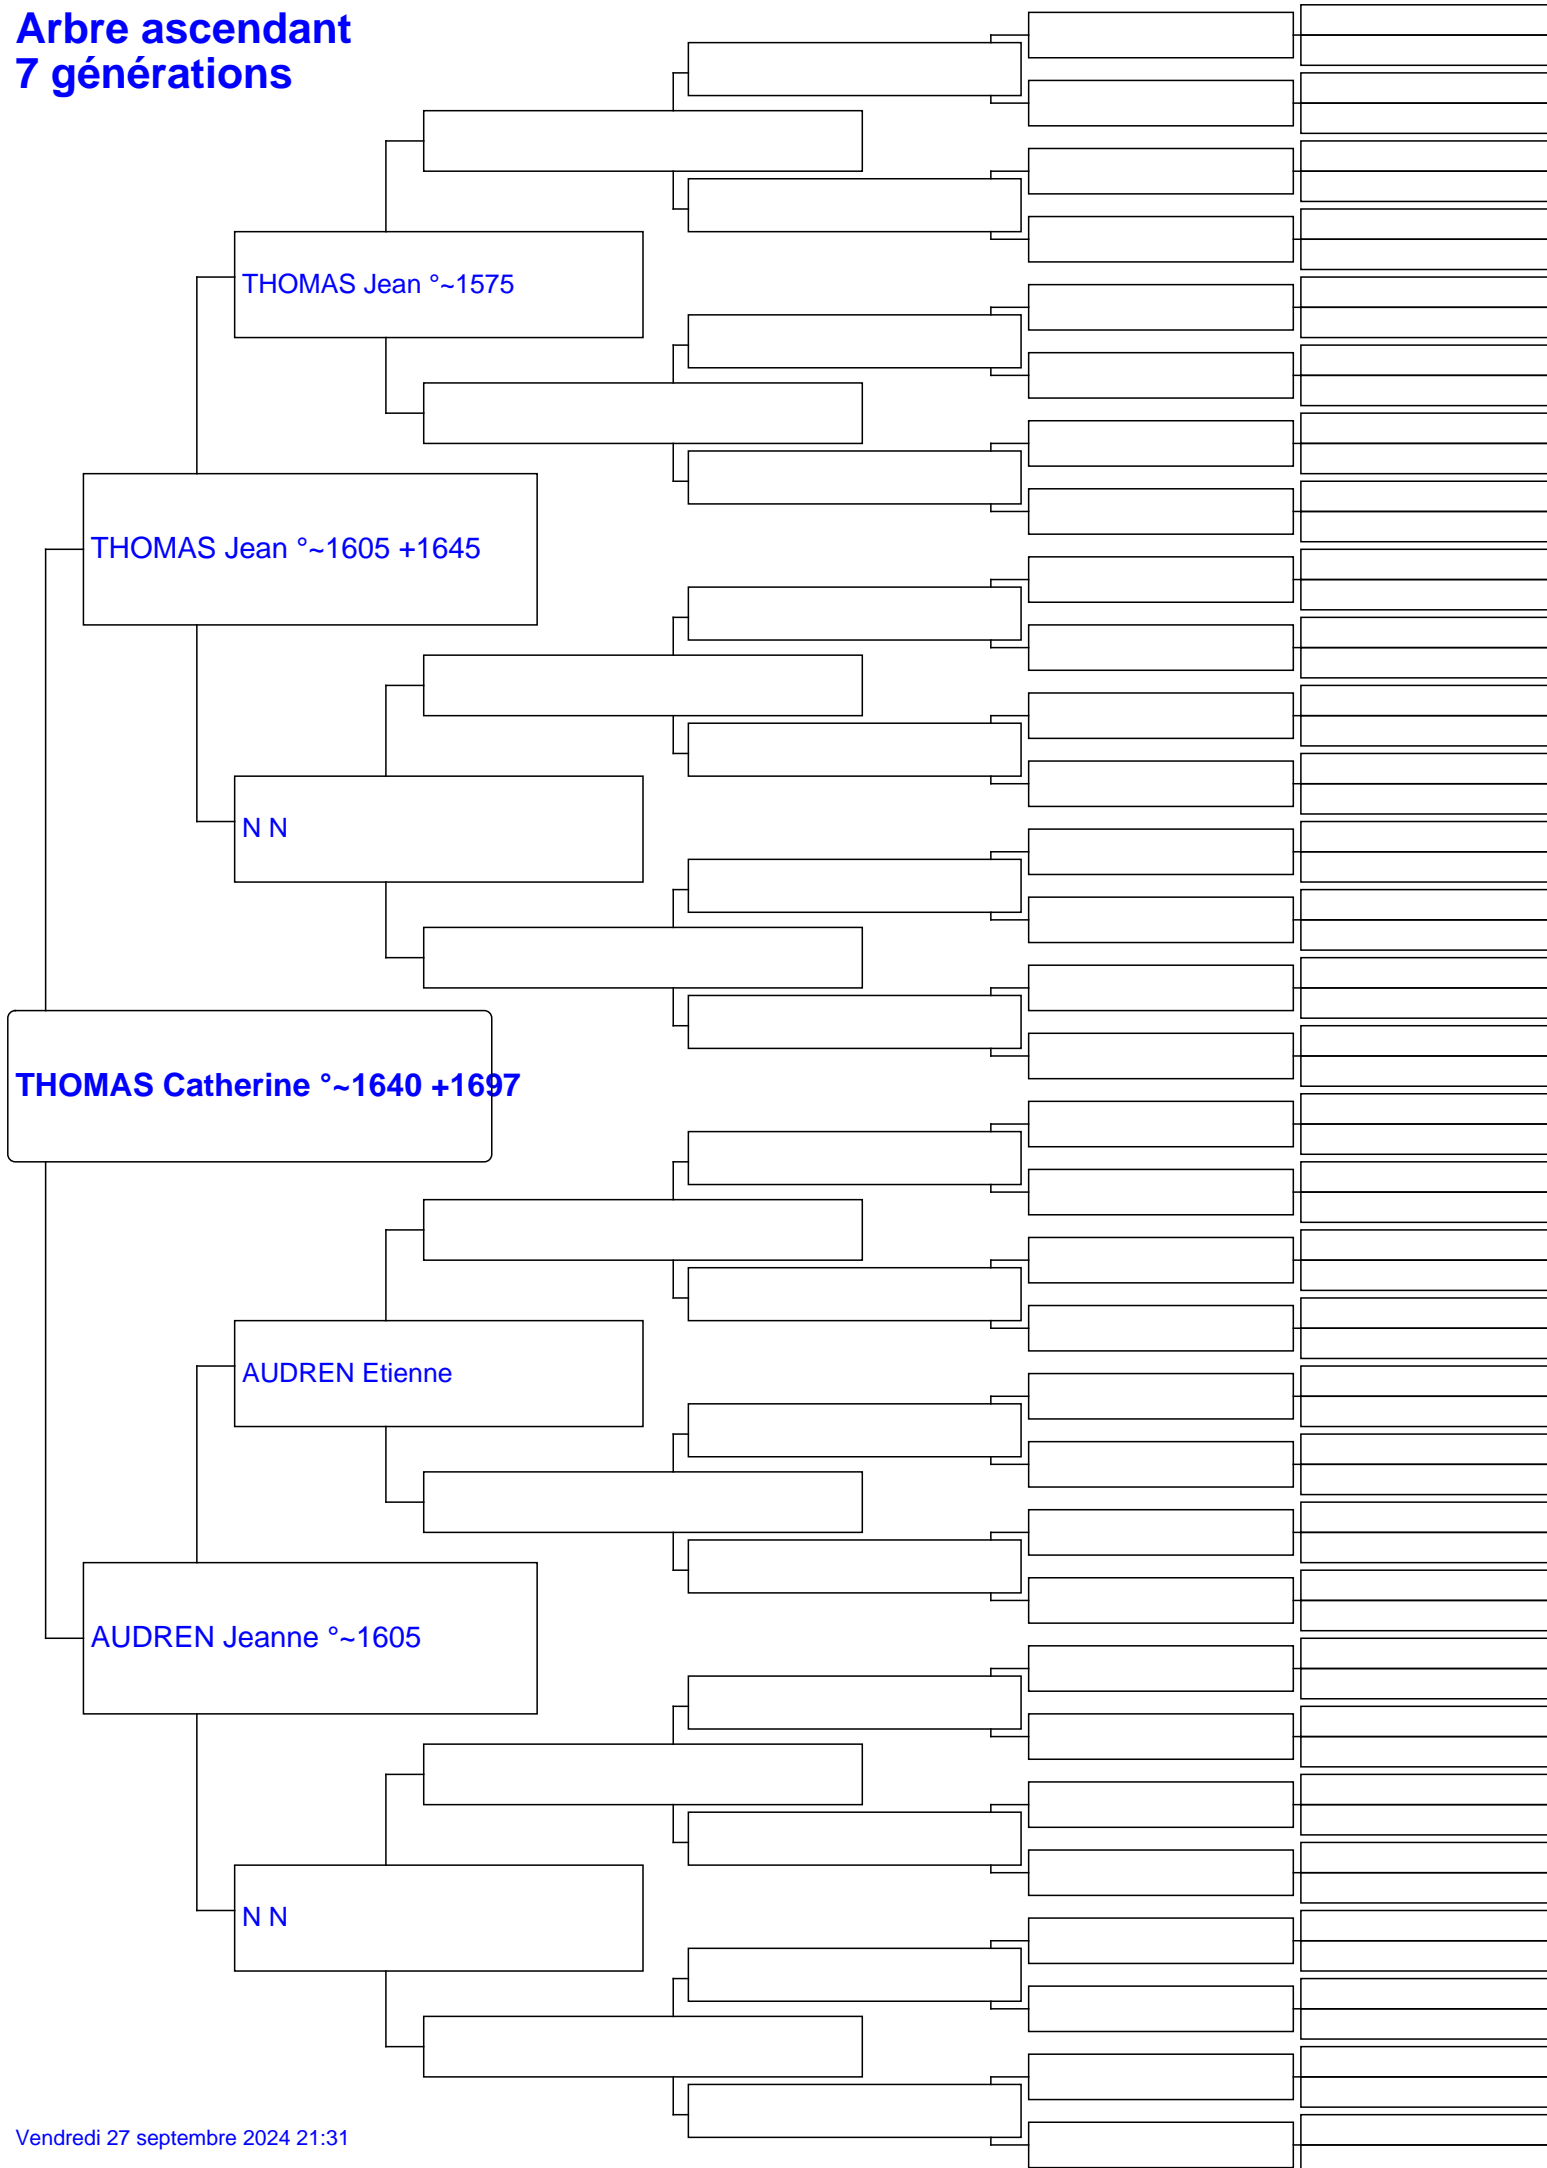 Arbre ascendant
7 générations
THOMAS Jean °~1575
THOMAS Jean °~1605 +1645
N N
THOMAS Catherine °~1640 +1697
AUDREN Etienne
AUDREN Jeanne °~1605
N N
Vendredi 27 septembre 2024 21:31